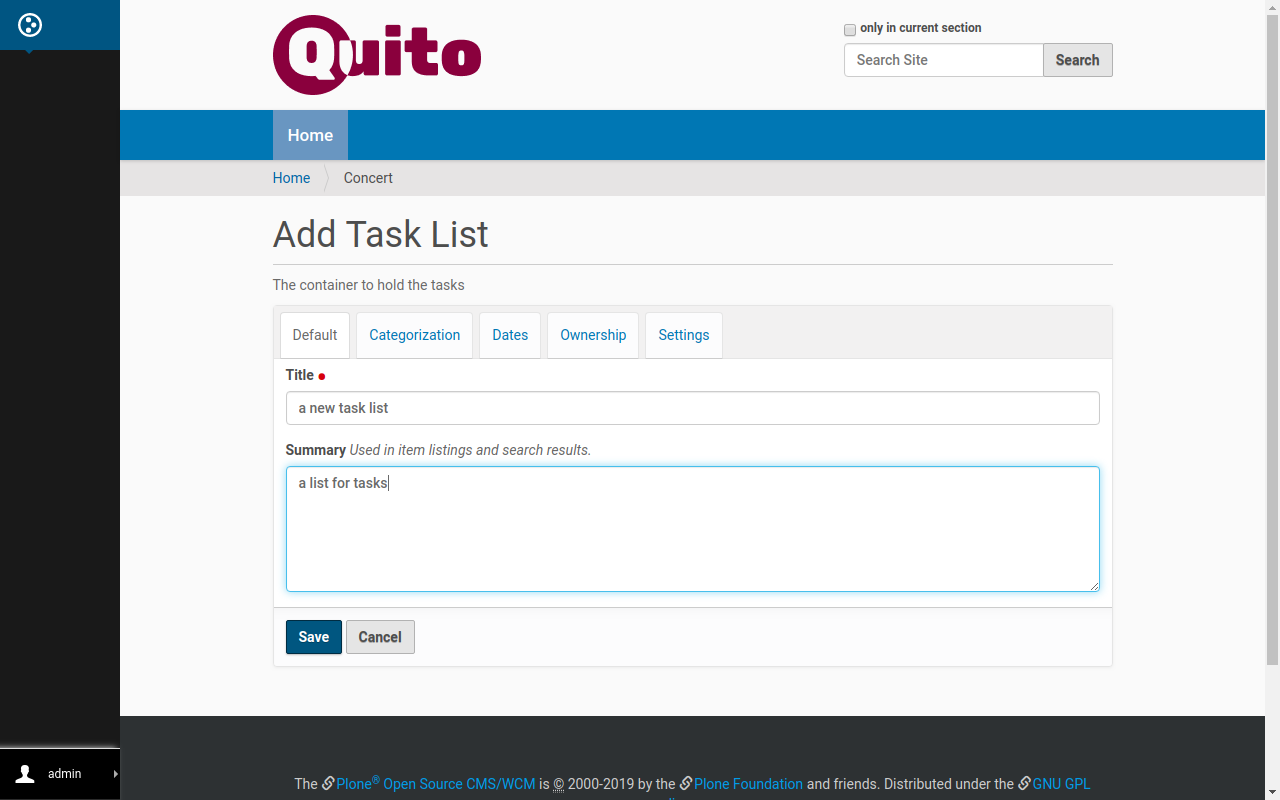 Quito
only in current section
Search Site
Search
Home
Home
Concert
Add Task List
The container to hold the tasks
Default
Categorization
Dates
Ownership
Settings
Title
a new task list
Summary Used in item listings and search results.
a list for tasks
Save
Cancel
admin
The Plone® Open Source CMS/WCM is © 2000-2019 by the Plone Foundation and friends. Distributed under the GNU GPL